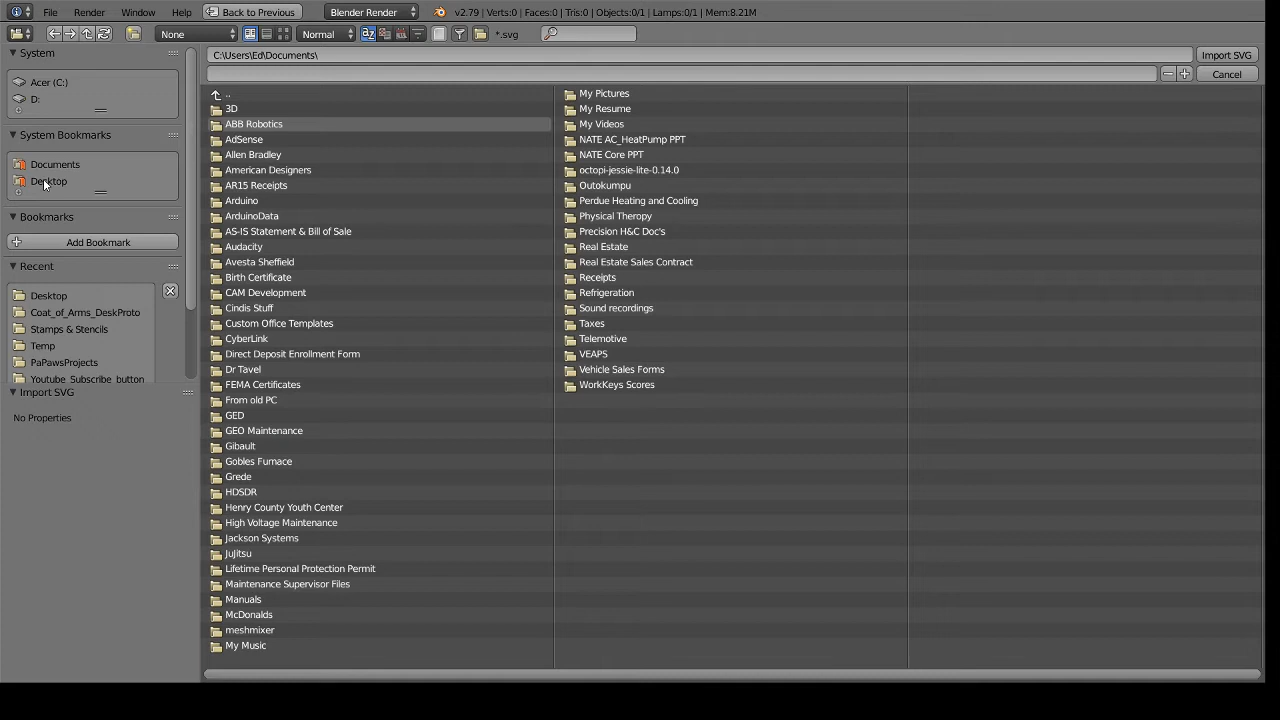 File Render Window Help Back to Previous Blender Render v2.79 | Verts:0 | Faces:0 | Tris:0 | Objects:0/1 | Lamps:0/1 | Mem:8.21M
None Normal *.svg
System
Acer (C:)
D:
System Bookmarks
Documents
Desktop
Bookmarks
Add Bookmark
Recent
Desktop
Coat_of_Arms_DeskProto
Stamps & Stencils
Temp
PaPawsProjects
Youtube_Subscribe_button
Import SVG
No Properties
C:\Users\Ed\Documents\
Import SVG
Cancel
..
3D
ABB Robotics
AdSense
Allen Bradley
American Designers
AR15 Receipts
Arduino
ArduinoData
AS-IS Statement & Bill of Sale
Audacity
Avesta Sheffield
Birth Certificate
CAM Development
Cindis Stuff
Custom Office Templates
CyberLink
Direct Deposit Enrollment Form
Dr Tavel
FEMA Certificates
From old PC
GED
GEO Maintenance
Gibault
Gobles Furnace
Grede
HDSDR
Henry County Youth Center
High Voltage Maintenance
Jackson Systems
JuJitsu
Lifetime Personal Protection Permit
Maintenance Supervisor Files
Manuals
McDonalds
meshmixer
My Music
My Pictures
My Resume
My Videos
NATE AC_HeatPump PPT
NATE Core PPT
octopi-jessie-lite-0.14.0
Outokumpu
Perdue Heating and Cooling
Physical Theropy
Precision H&C Doc's
Real Estate
Real Estate Sales Contract
Receipts
Refrigeration
Sound recordings
Taxes
Telemotive
VEAPS
Vehicle Sales Forms
WorkKeys Scores